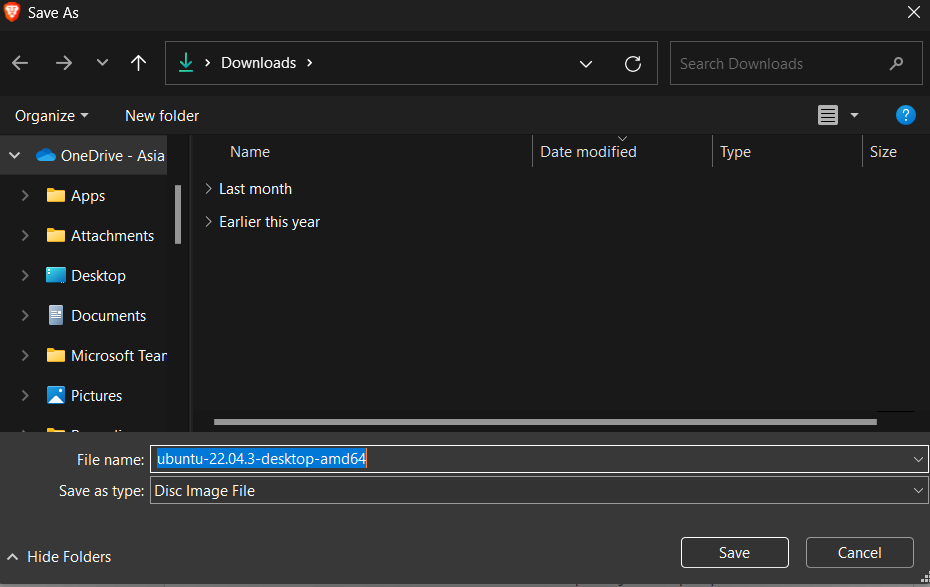 Save As
Downloads
Search Downloads
Organize
New folder
?
OneDrive - Asia
Name
Date modified
Type
Size
Apps
Last month
Attachments
Earlier this year
Desktop
Documents
Microsoft Tear
Pictures
File name: ubuntu-22.04.3-desktop-amd64
Save as type: Disc Image File
Hide Folders
Save
Cancel